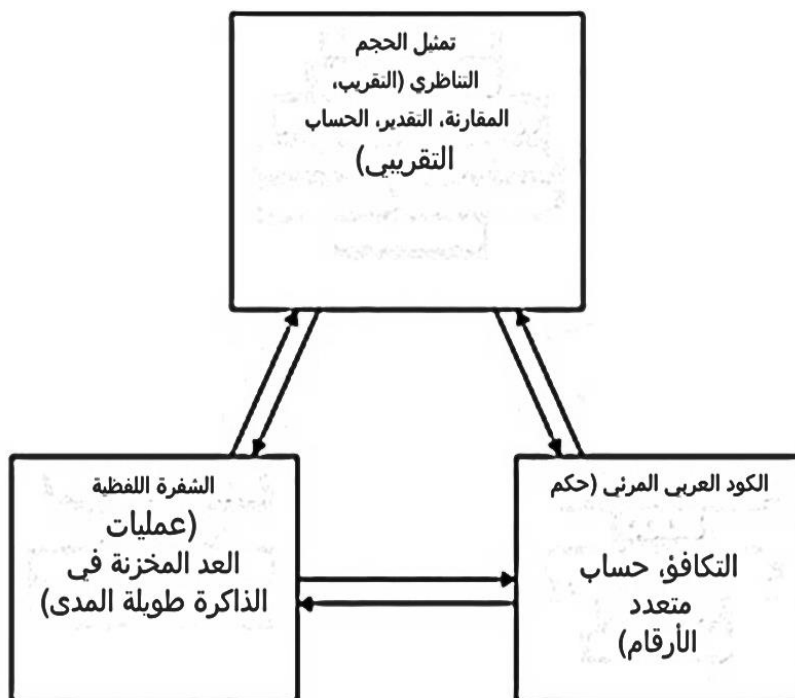 تمثيل الحجم
التناظري (التقريب،
المقارنة، التقدير، الحساب
التقريبي)
الشفرة اللفظية
(عمليات
العد المخزنة في
الذاكرة طويلة المدى)
الكود العربي المرئي (حكم
التكافؤ، حساب
متعدد
الأرقام)